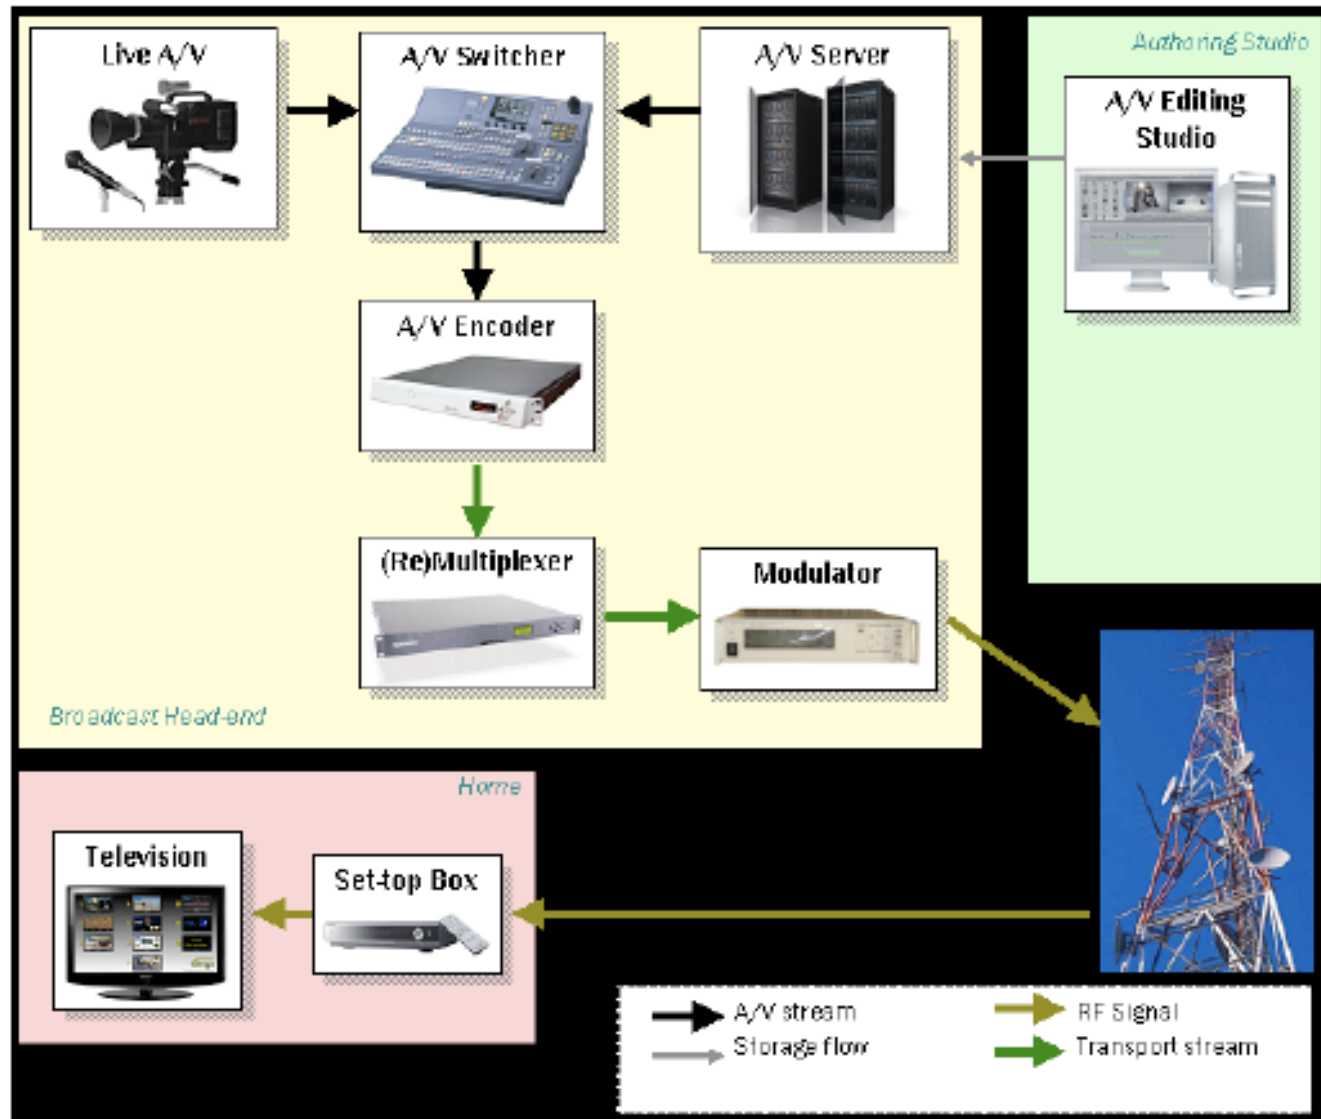 Live A/V
A/V Switcher
A/V Server
Authoring Studio
A/V Editing
Studio
A/V Encoder
(Re)Multiplexer
Modulator
Broadcast Head-end
Home
Television
Set-top Box
A/V stream
RF Signal
Storage flow
Transport stream